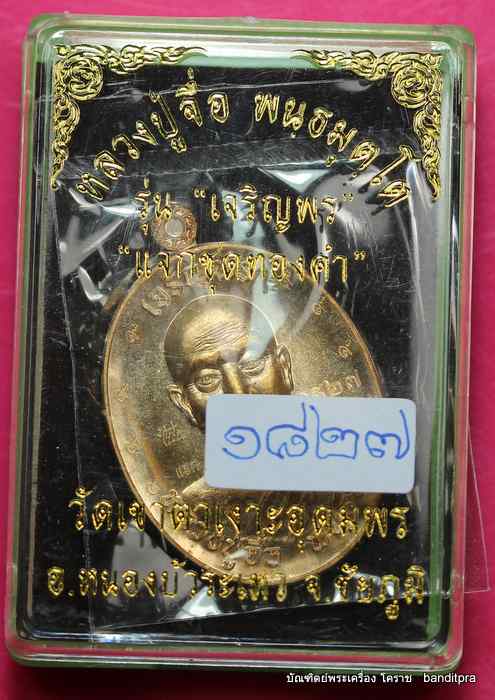 หลวงปู่จื่อ พนฺธมุตฺโต
รุ่น "เจริญพร"
"แจกชุดทองคำ"
๑๘๒๗
วัดเขาตาเงาะอุดมพร
อ.หนองบัวระเหว จ.ชัยภูมิ
บัณฑิตย์พระเครื่อง โคราช banditpra